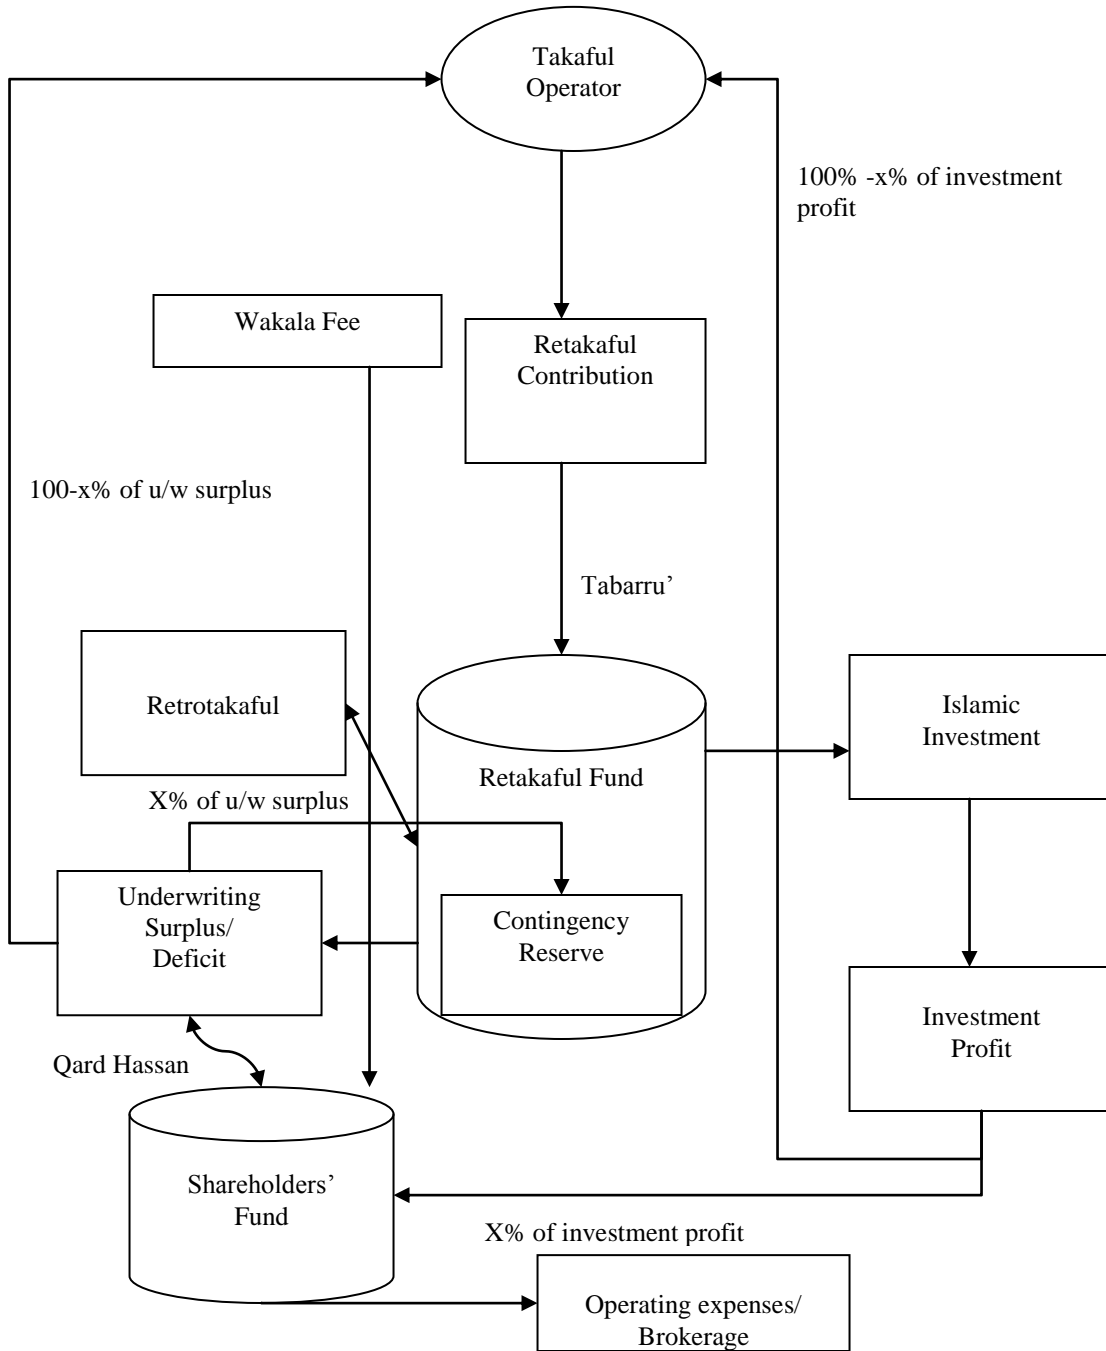 Takaful
Operator
100% -x% of investment
profit
Wakala Fee
Retakaful
Contribution
100-x% of u/w surplus
Tabarru’
Retrotakaful
Islamic
Investment
Retakaful Fund
X% of u/w surplus
Underwriting
Surplus/
Deficit
Contingency
Reserve
Investment
Profit
Qard Hassan
Shareholders’
Fund
X% of investment profit
Operating expenses/
Brokerage